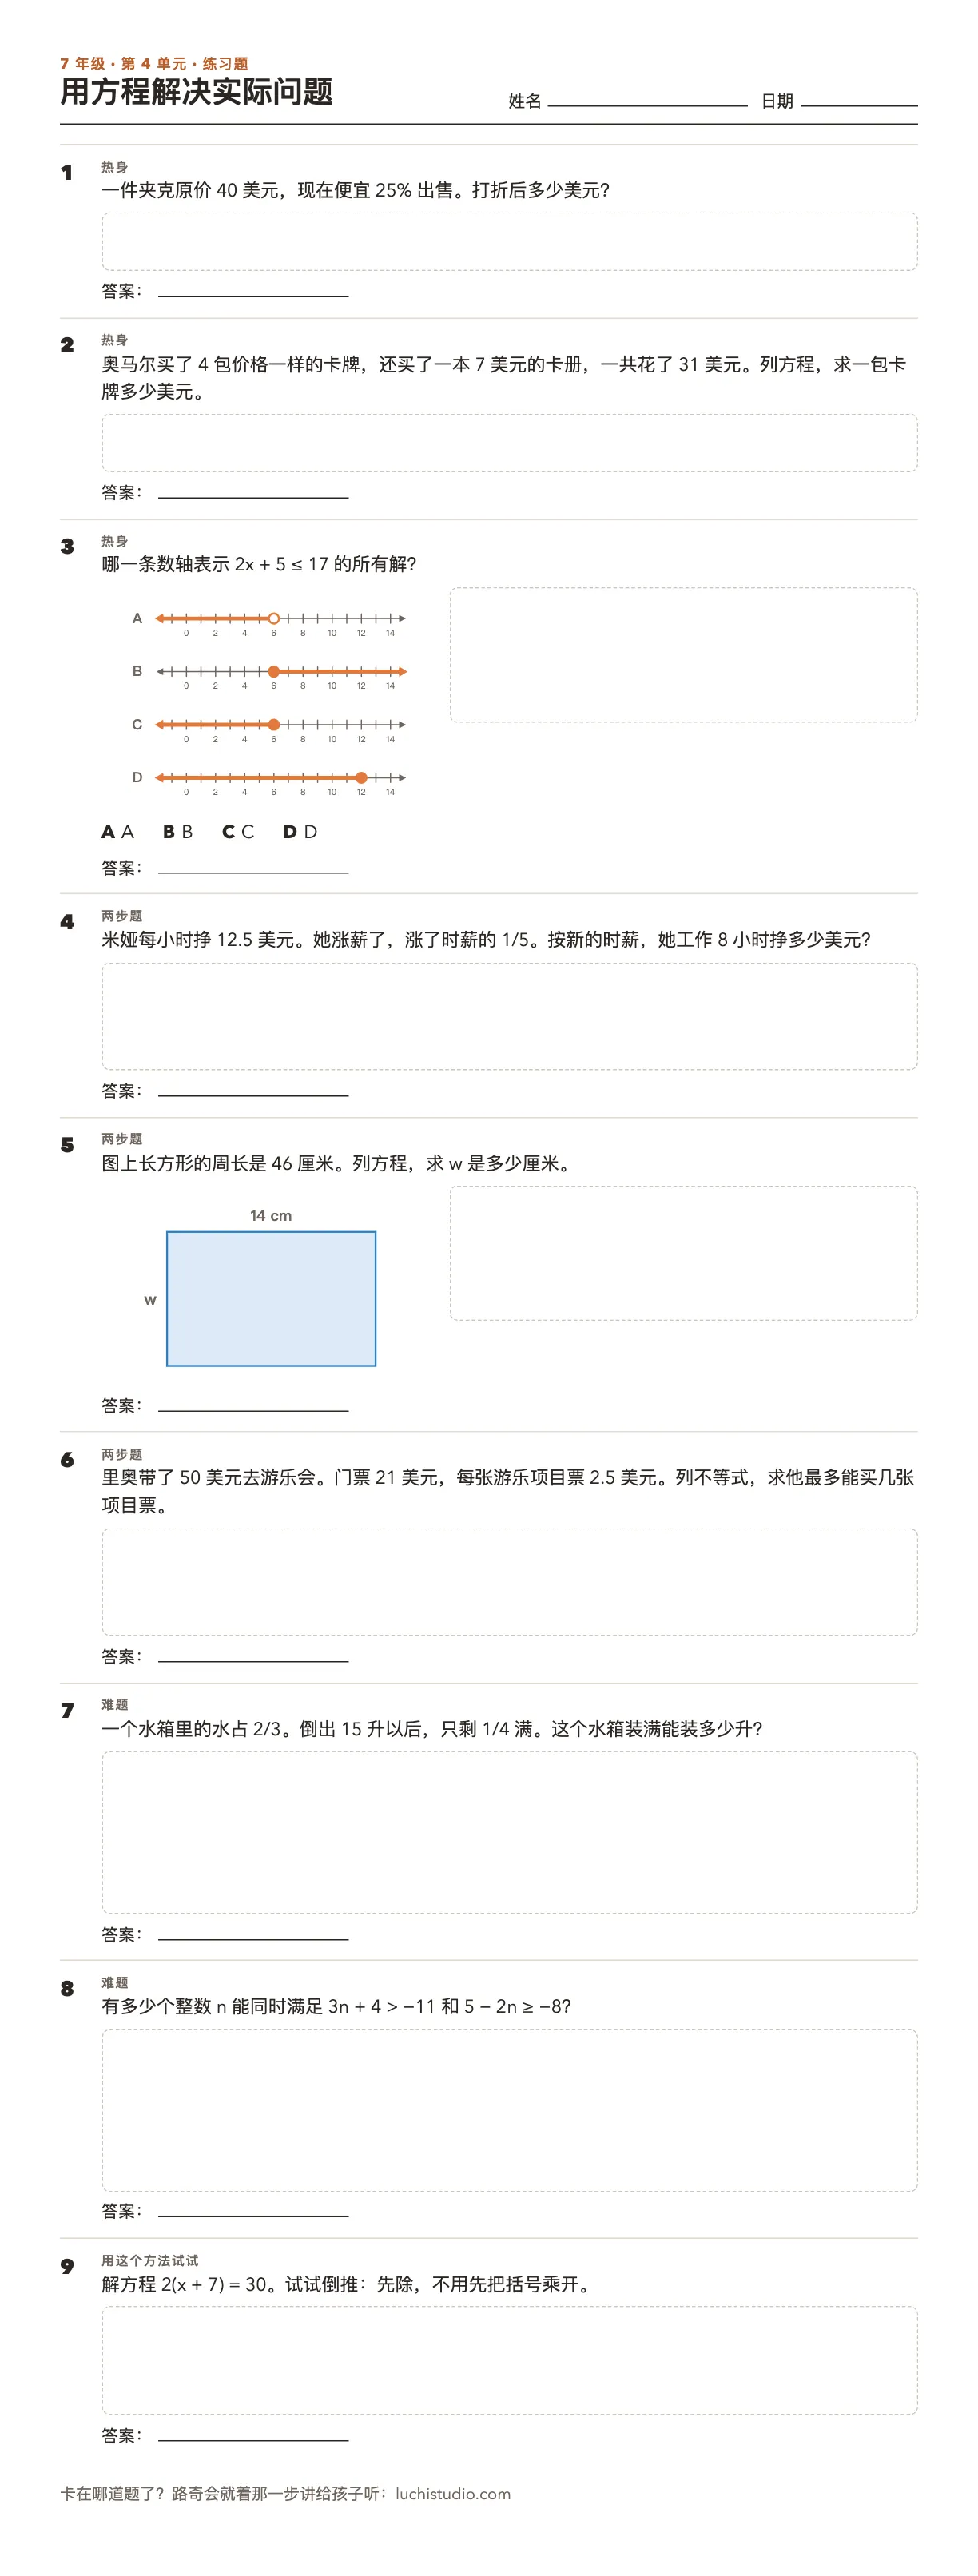 7 年级 · 第 4 单元 · 练习题
用方程解决实际问题
姓名 日期
1
热身
一件夹克原价 40 美元，现在便宜 25% 出售。打折后多少美元？
答案：
2
热身
奥马尔买了 4 包价格一样的卡牌，还买了一本 7 美元的卡册，一共花了 31 美元。列方程，求一包卡
牌多少美元。
答案：
3
热身
哪一条数轴表示 2x + 5 ≤ 17 的所有解？
A
0 2 4 6 8 10 12 14
B
0 2 4 6 8 10 12 14
C
0 2 4 6 8 10 12 14
D
0 2 4 6 8 10 12 14
A A B B C C D D
答案：
4
两步题
米娅每小时挣 12.5 美元。她涨薪了，涨了时薪的 1/5。按新的时薪，她工作 8 小时挣多少美元？
答案：
5
两步题
图上长方形的周长是 46 厘米。列方程，求 w 是多少厘米。
14 cm
w
答案：
6
两步题
里奥带了 50 美元去游乐会。门票 21 美元，每张游乐项目票 2.5 美元。列不等式，求他最多能买几张
项目票。
答案：
7
难题
一个水箱里的水占 2/3。倒出 15 升以后，只剩 1/4 满。这个水箱装满能装多少升？
答案：
8
难题
有多少个整数 n 能同时满足 3n + 4 > −11 和 5 − 2n ≥ −8？
答案：
9
用这个方法试试
解方程 2(x + 7) = 30。试试倒推：先除，不用先把括号乘开。
答案：
卡在哪道题了？路奇会就着那一步讲给孩子听：luchistudio.com